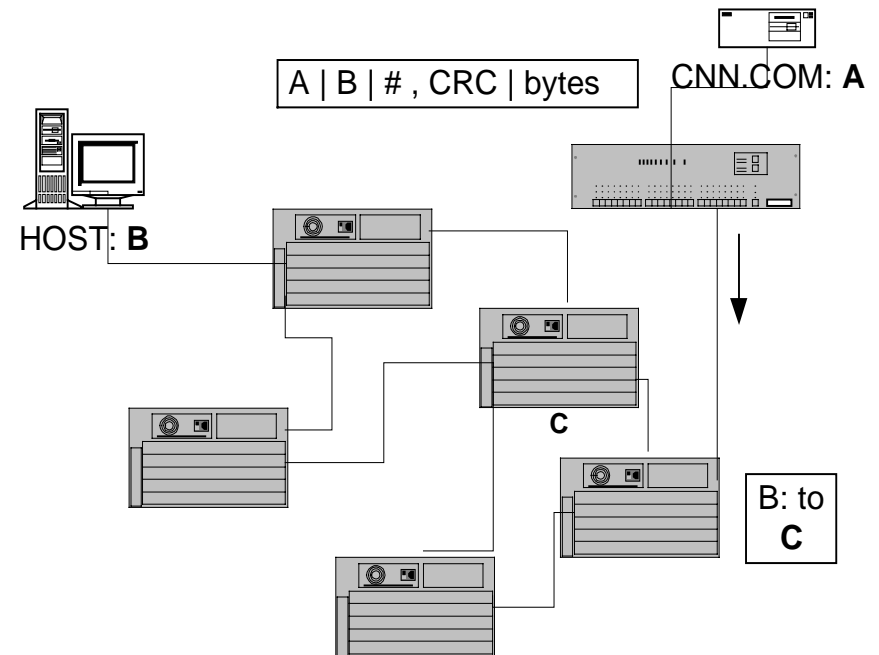 A | B | # , CRC | bytes
CNN.COM: A
HOST: B
C
B: to
C